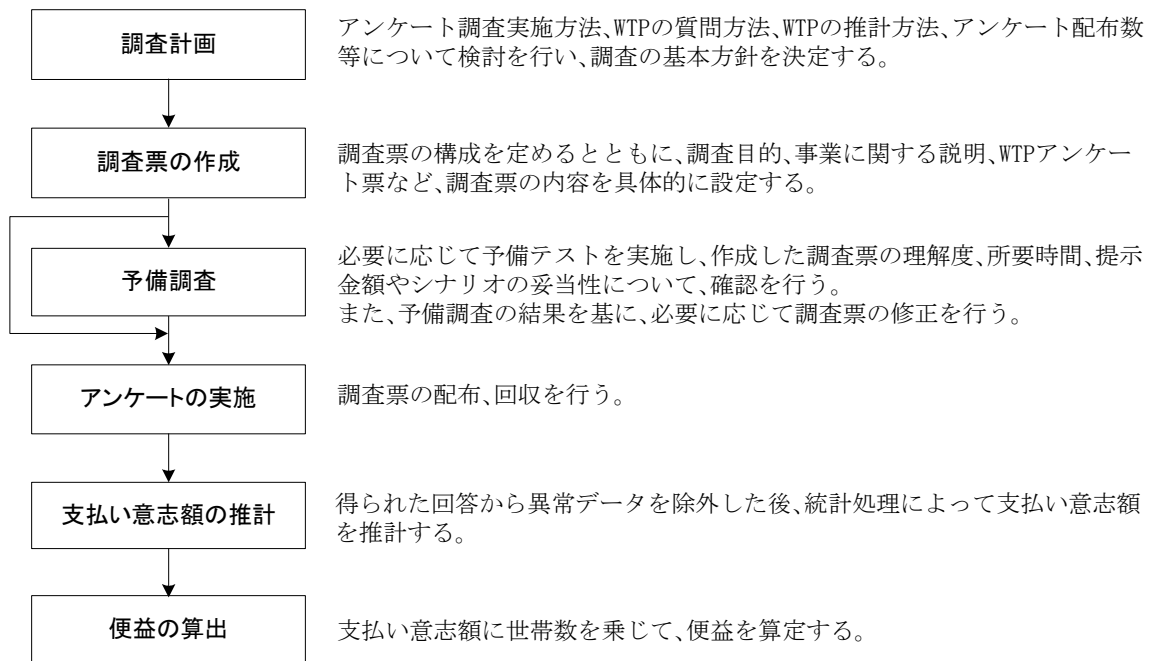 調査計画
アンケート調査実施方法、WTPの質問方法、WTPの推計方法、アンケート配布数
等について検討を行い、調査の基本方針を決定する。
調査票の作成
調査票の構成を定めるとともに、調査目的、事業に関する説明、WTPアンケー
ト票など、調査票の内容を具体的に設定する。
予備調査
必要に応じて予備テストを実施し、作成した調査票の理解度、所要時間、提示
金額やシナリオの妥当性について、確認を行う。
また、予備調査の結果を基に、必要に応じて調査票の修正を行う。
アンケートの実施
調査票の配布、回収を行う。
支払い意志額の推計
得られた回答から異常データを除外した後、統計処理によって支払い意志額
を推計する。
便益の算出
支払い意志額に世帯数を乗じて、便益を算定する。